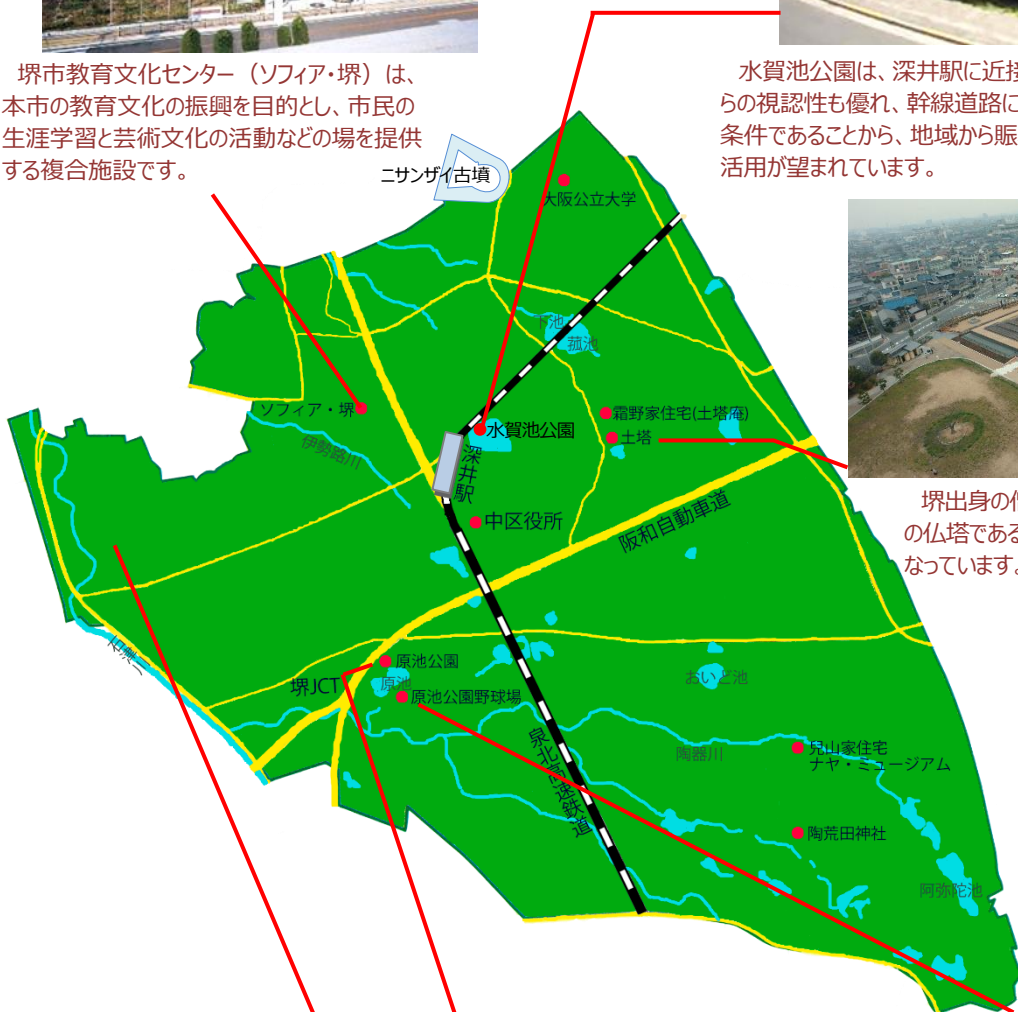 堺市教育文化センター（ソフィア・堺）は、
本市の教育文化の振興を目的とし、市民の
生涯学習と芸術文化の活動などの場を提供
する複合施設です。
水賀池公園は、深井駅に近接
らの視認性も優れ、幹線道路に
条件であることから、地域から賑
活用が望まれています。
ニサンザイ古墳
大阪公立大学
下池
菰池
ソフィア・堺
伊勢路川
水賀池公園
霜野家住宅(土塔庵)
土塔
深井駅
中区役所
阪和自動車道
堺出身の僧
の仏塔である
なっています。
石津川
原池公園
原池
堺JCT
原池公園野球場
おいど池
泉北高速鉄道
陶器川
兒山家住宅
ナヤ・ミュージアム
陶荒田神社
阿弥陀池